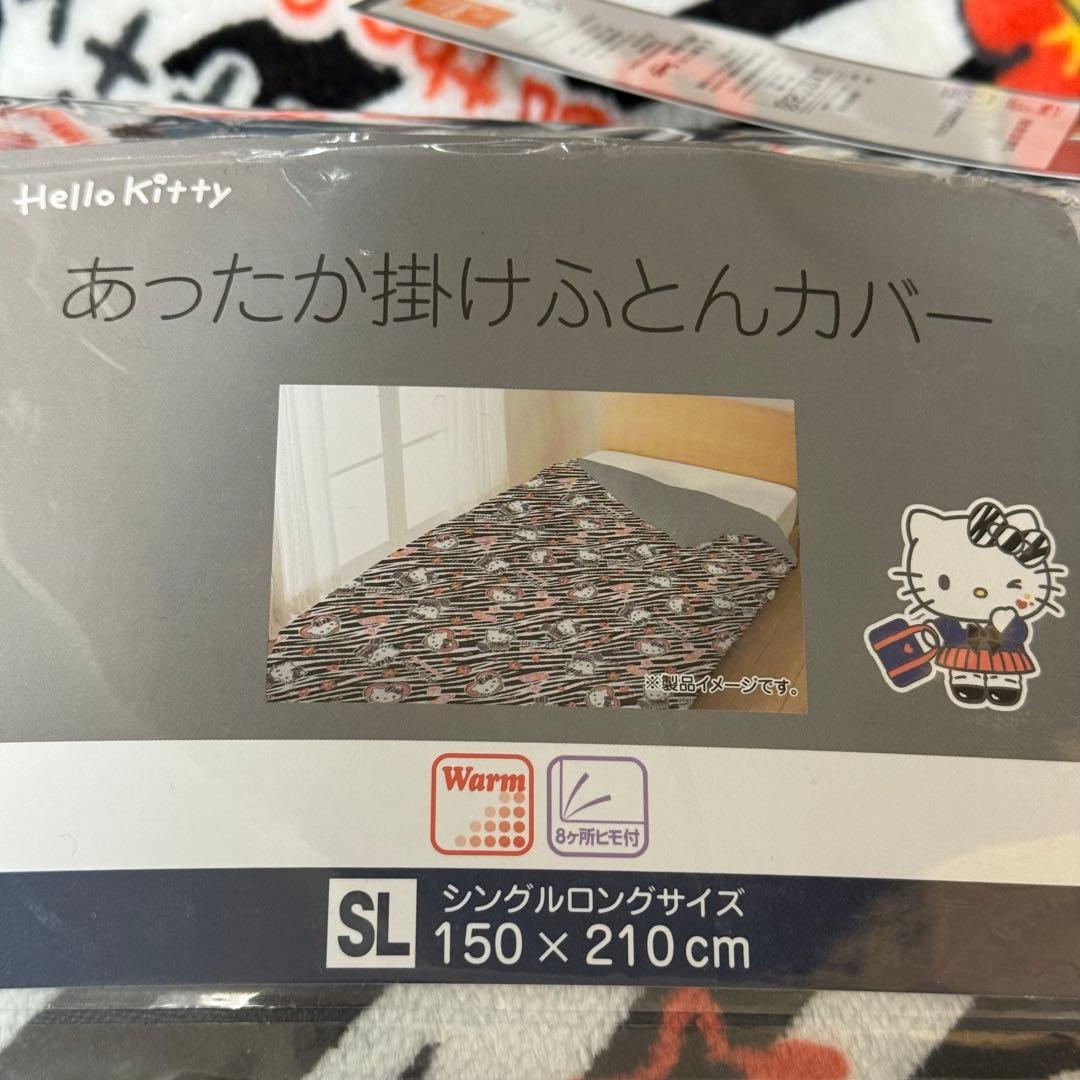 Hello Kitty
あったか掛けふとんカバー
※製品イメージです。
Warm
8ヶ所ヒモ付
SL
シングルロングサイズ
150 × 210 cm